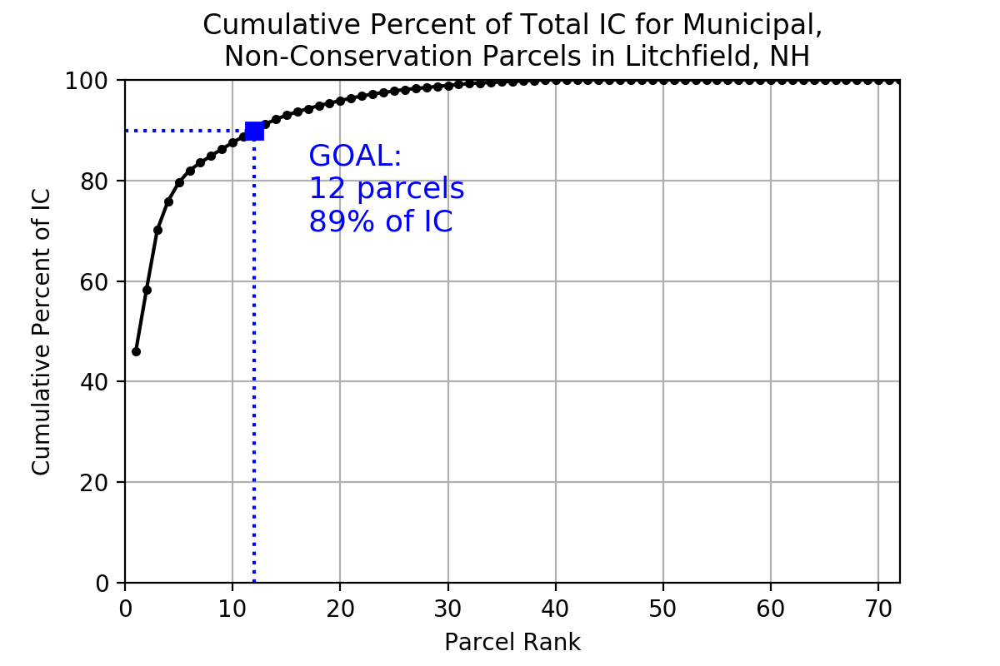 Cumulative Percent of Total IC for Municipal,
Non-Conservation Parcels in Litchfield, NH
100
80
60
40
20
0
Cumulative Percent of IC
GOAL:
12 parcels
89% of IC
0 10 20 30 40 50 60 70
Parcel Rank